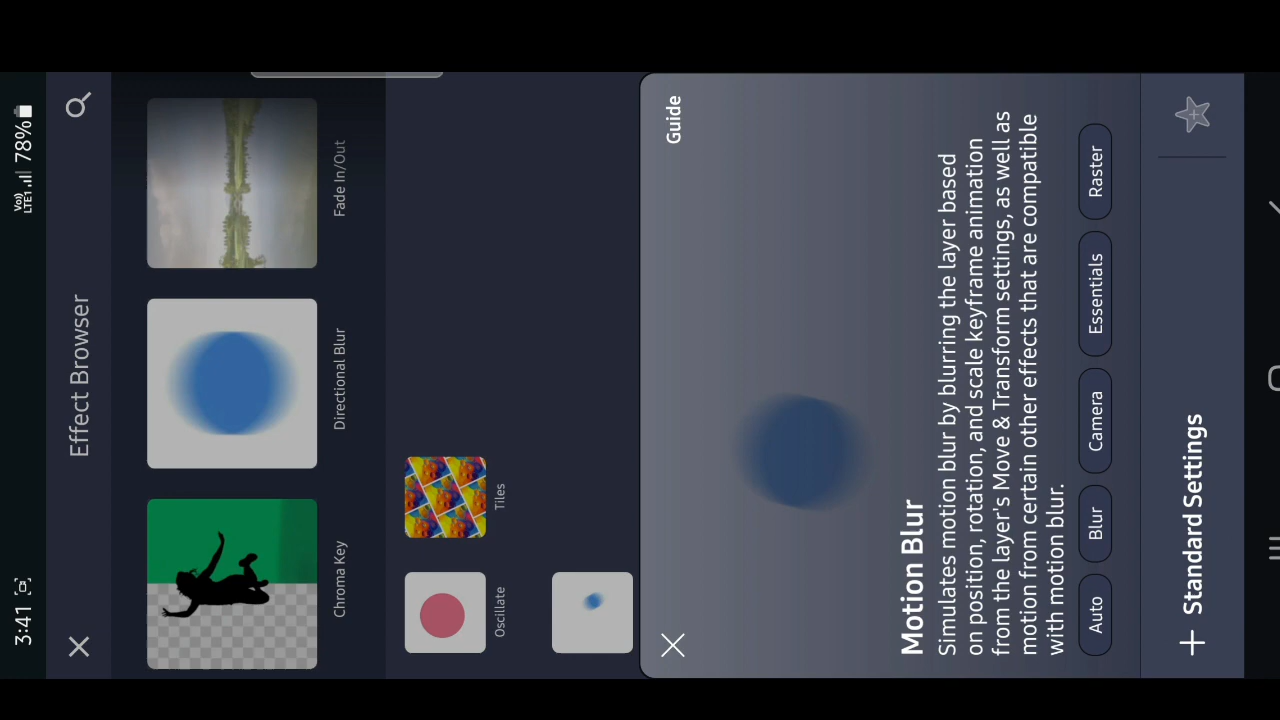 3:41
Vo))
LTE1
78%
Effect Browser
Chroma Key
Directional Blur
Fade In/Out
Oscillate
Tiles
Guide
Motion Blur
Simulates motion blur by blurring the layer based
on position, rotation, and scale keyframe animation
from the layer's Move & Transform settings, as well as
motion from certain other effects that are compatible
with motion blur.
Auto
Blur
Camera
Essentials
Raster
Standard Settings